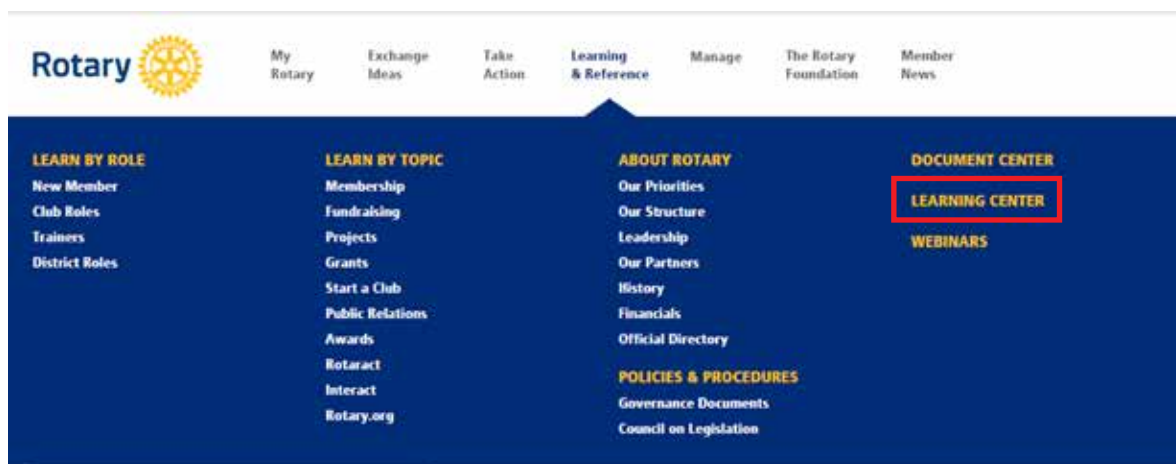 Rotary
My
Rotary
Exchange
Ideas
Take
Action
Learning
& Reference
Manage
The Rotary
Foundation
Member
News
LEARN BY ROLE
New Member
Club Roles
Trainers
District Roles
LEARN BY TOPIC
Membership
Fundraising
Projects
Grants
Start a Club
Public Relations
Awards
Rotaract
Interact
Rotary.org
ABOUT ROTARY
Our Priorities
Our Structure
Leadership
Our Partners
History
Financials
Official Directory
POLICIES & PROCEDURES
Governance Documents
Council on Legislation
DOCUMENT CENTER
LEARNING CENTER
WEBINARS